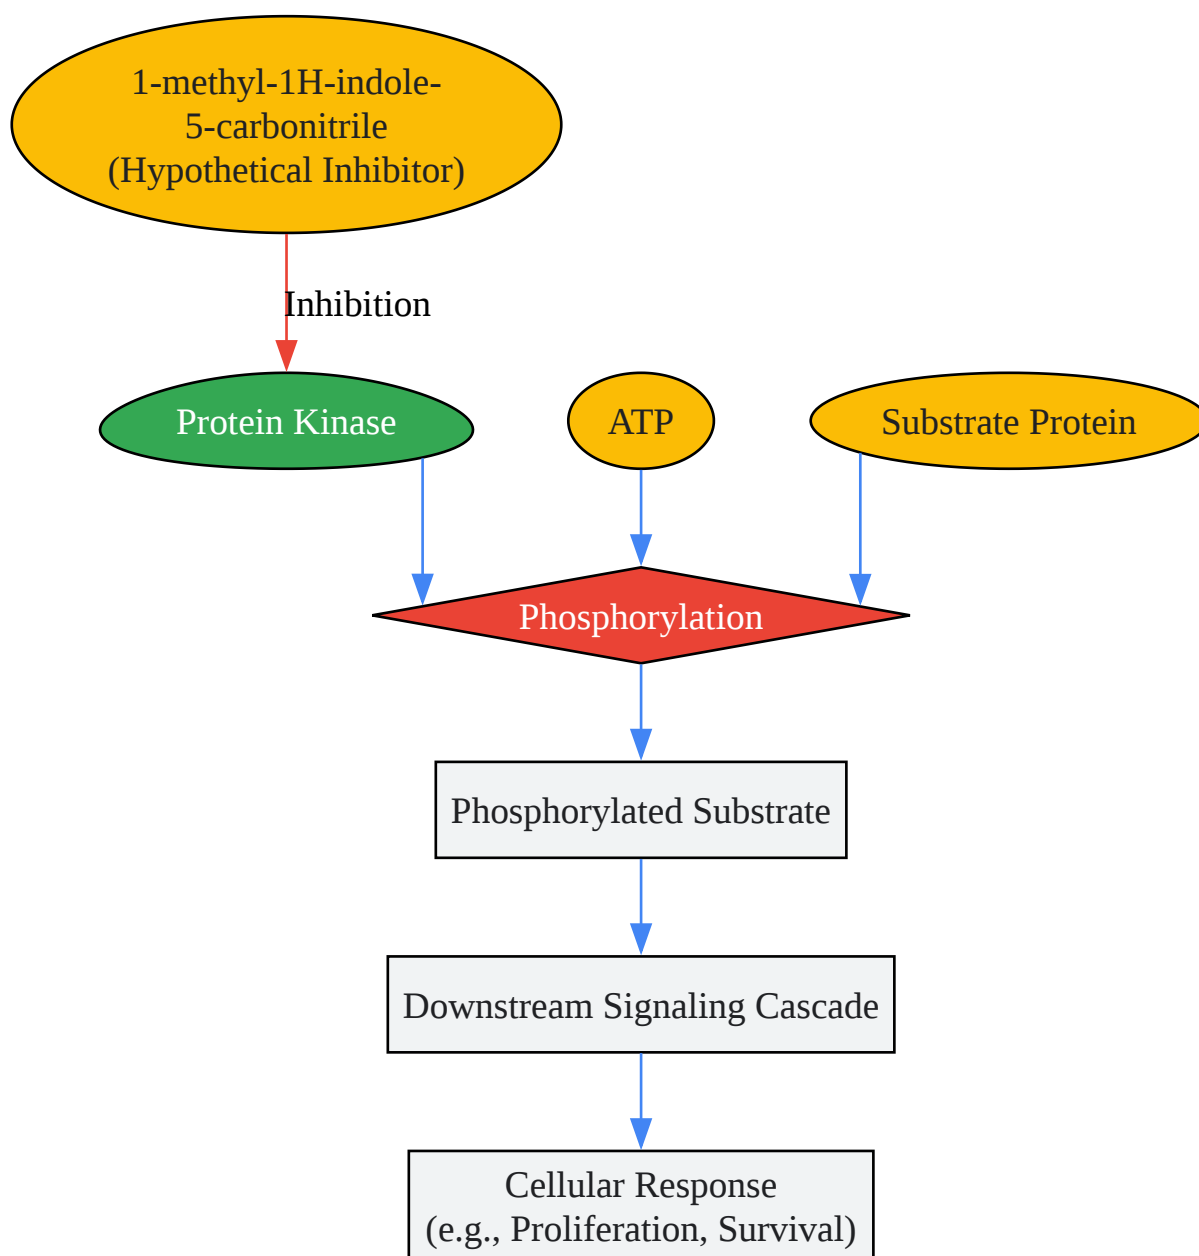 1-methyl-1H-indole-
5-carbonitrile
(Hypothetical Inhibitor)
Inhibition
Protein Kinase
ATP
Substrate Protein
Phosphorylation
Phosphorylated Substrate
Downstream Signaling Cascade
Cellular Response
(e.g., Proliferation, Survival)